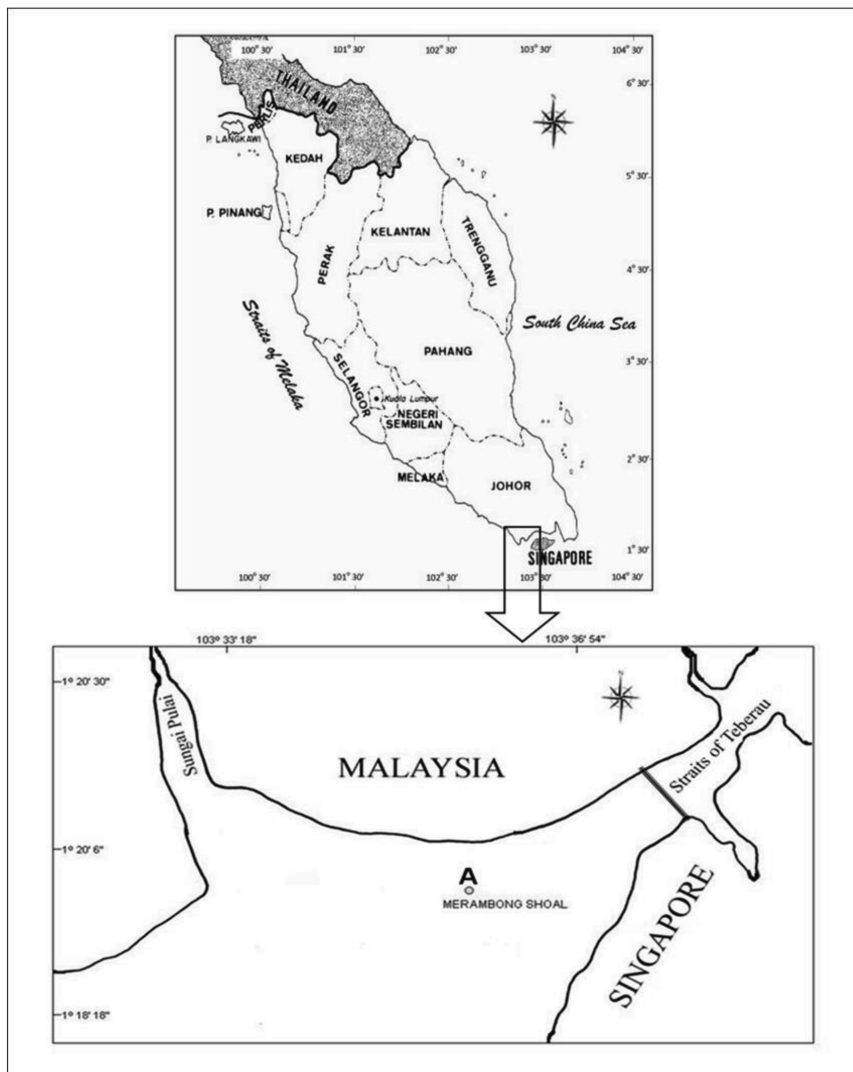 100° 30'
101° 30'
102° 30'
103° 30'
N
THAILAND
6° 30'
PERLIS
P. LANGKAWI
KEDAH
5° 30'
P. PINANG
KELANTAN
TRENGGANU
PERAK
4° 30'
Straits of Melaka
South China Sea
PAHANG
3° 30'
SELANGOR
Kuala Lumpur
NEGERI
SEMBILAN
2° 30'
MELAKA
JOHOR
1° 30'
SINGAPORE
100° 30'
101° 30'
102° 30'
103° 30'
104° 30'
103° 33' 18"
103° 36' 54"
1° 20' 30"
N
Sungai Pulai
MALAYSIA
Straits of Teberau
1° 20' 6"
A
MERAMBONG SHOAL
SINGAPORE
1° 18' 18"